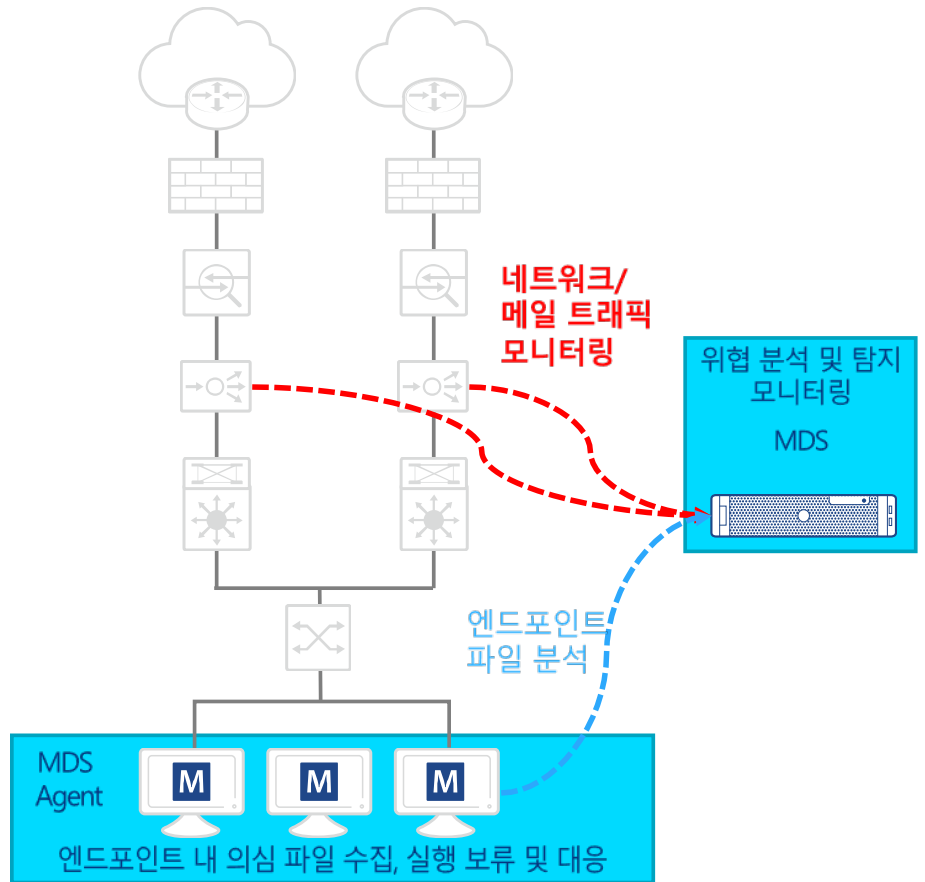 네트워크/
메일 트래픽
모니터링
위협 분석 및 탐지
모니터링
MDS
엔드포인트
파일 분석
MDS
Agent
M
M
M
엔드포인트 내 의심 파일 수집, 실행 보류 및 대응